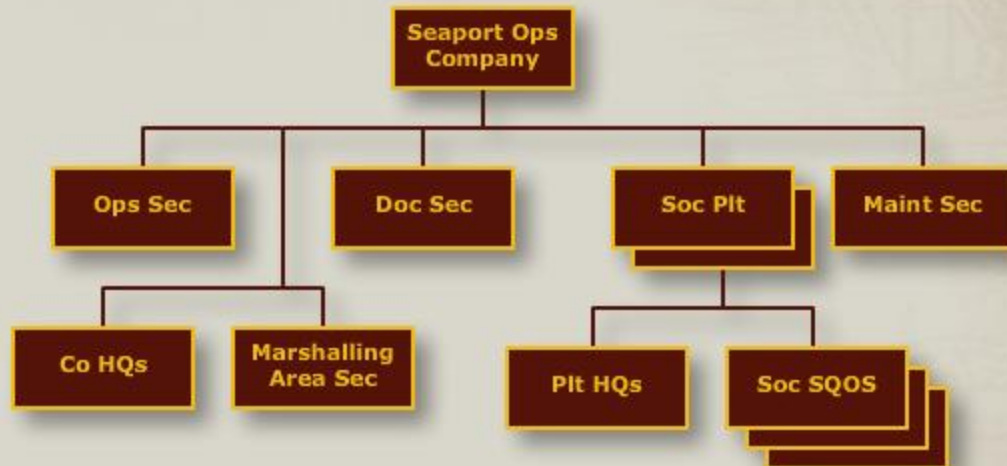 Seaport Ops
Company
Ops Sec
Doc Sec
Soc Plt
Maint Sec
Co HQs
Marshalling
Area Sec
Plt HQs
Soc SQOS